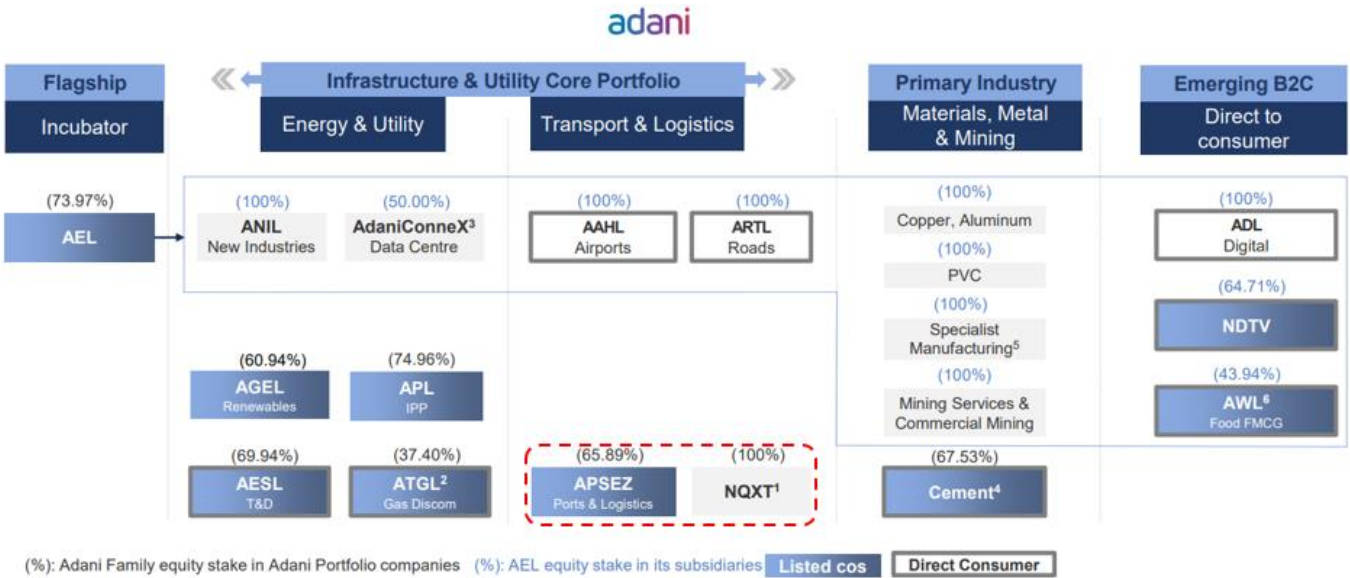 adani
Flagship
Incubator
Infrastructure & Utility Core Portfolio
Energy & Utility
Transport & Logistics
Primary Industry
Materials, Metal
& Mining
Emerging B2C
Direct to
consumer
(73.97%)
AEL
(100%)
ANIL
New Industries
(50.00%)
AdaniConneX³
Data Centre
(100%)
AAHL
Airports
(100%)
ARTL
Roads
(100%)
Copper, Aluminum
(100%)
PVC
(100%)
Specialist
Manufacturing⁵
(100%)
Mining Services &
Commercial Mining
(100%)
ADL
Digital
(64.71%)
NDTV
(43.94%)
AWL⁶
Food FMCG
(60.94%)
AGEL
Renewables
(74.96%)
APL
IPP
(69.94%)
AESL
T&D
(37.40%)
ATGL²
Gas Discom
(65.89%)
APSEZ
Ports & Logistics
(100%)
NQXT¹
(67.53%)
Cement⁴
(%): Adani Family equity stake in Adani Portfolio companies (%): AEL equity stake in its subsidiaries Listed cos Direct Consumer